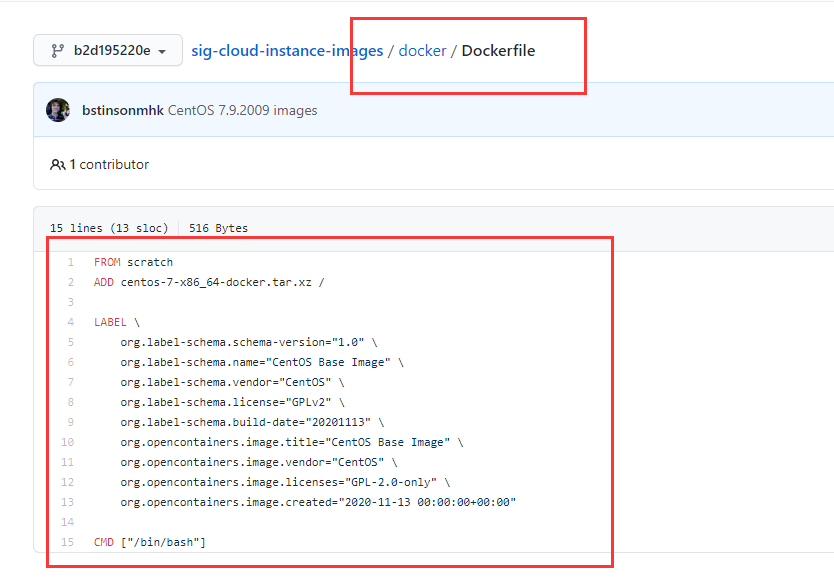 b2d195220e sig-cloud-instance-images / docker / Dockerfile
bstinsonmhk CentOS 7.9.2009 images
1 contributor
15 lines (13 sloc) 516 Bytes
1 FROM scratch
2 ADD centos-7-x86_64-docker.tar.xz /
3
4 LABEL \
5 org.label-schema.schema-version="1.0" \
6 org.label-schema.name="CentOS Base Image" \
7 org.label-schema.vendor="CentOS" \
8 org.label-schema.license="GPLv2" \
9 org.label-schema.build-date="20201113" \
10 org.opencontainers.image.title="CentOS Base Image" \
11 org.opencontainers.image.vendor="CentOS" \
12 org.opencontainers.image.licenses="GPL-2.0-only" \
13 org.opencontainers.image.created="2020-11-13 00:00:00+00:00"
14
15 CMD ["/bin/bash"]